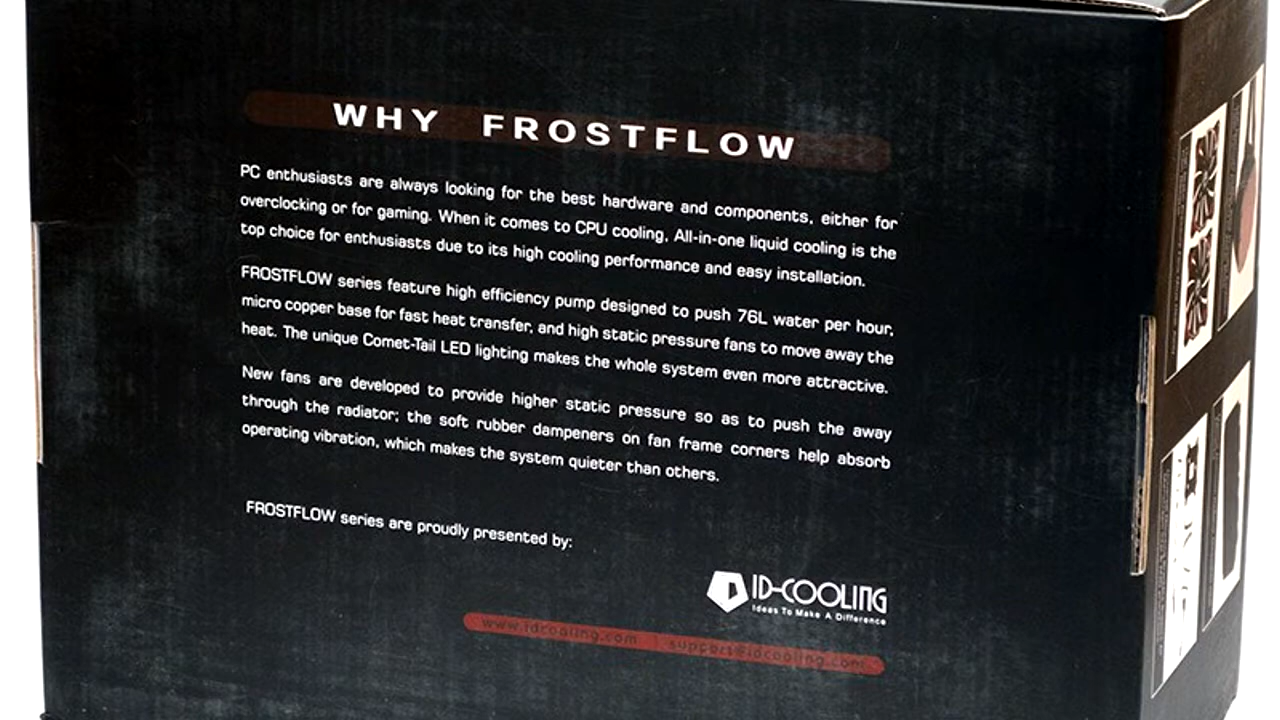 WHY FROSTFLOW
PC enthusiasts are always looking for the best hardware and components, either for
overclocking or for gaming. When it comes to CPU cooling, All-in-one liquid cooling is the
top choice for enthusiasts due to its high cooling performance and easy installation.
FROSTFLOW series feature high efficiency pump designed to push 76L water per hour,
micro copper base for fast heat transfer, and high static pressure fans to move away the
heat. The unique Comet-Tail LED lighting makes the whole system even more attractive.
New fans are developed to provide higher static pressure so as to push the away
through the radiator; the soft rubber dampeners on fan frame corners help absorb
operating vibration, which makes the system quieter than others.
FROSTFLOW series are proudly presented by:
ID-COOLING
Ideas To Make A Difference
www.idcooling.com | support@idcooling.com